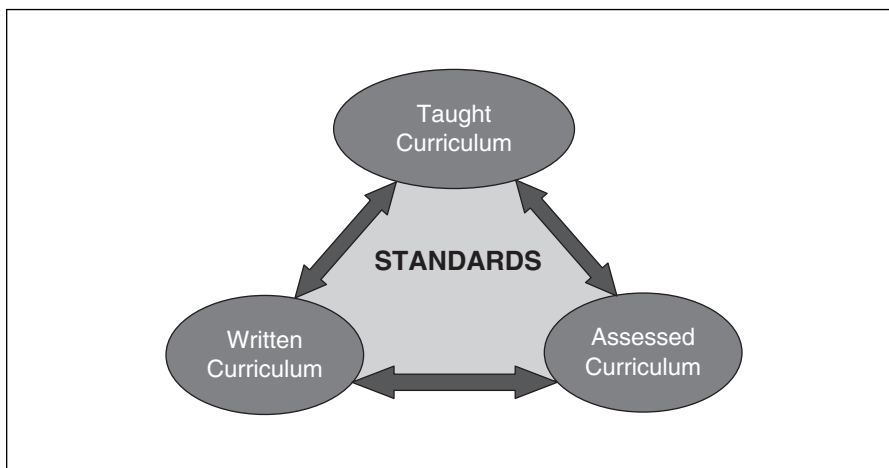 Taught
Curriculum
STANDARDS
Written
Curriculum
Assessed
Curriculum